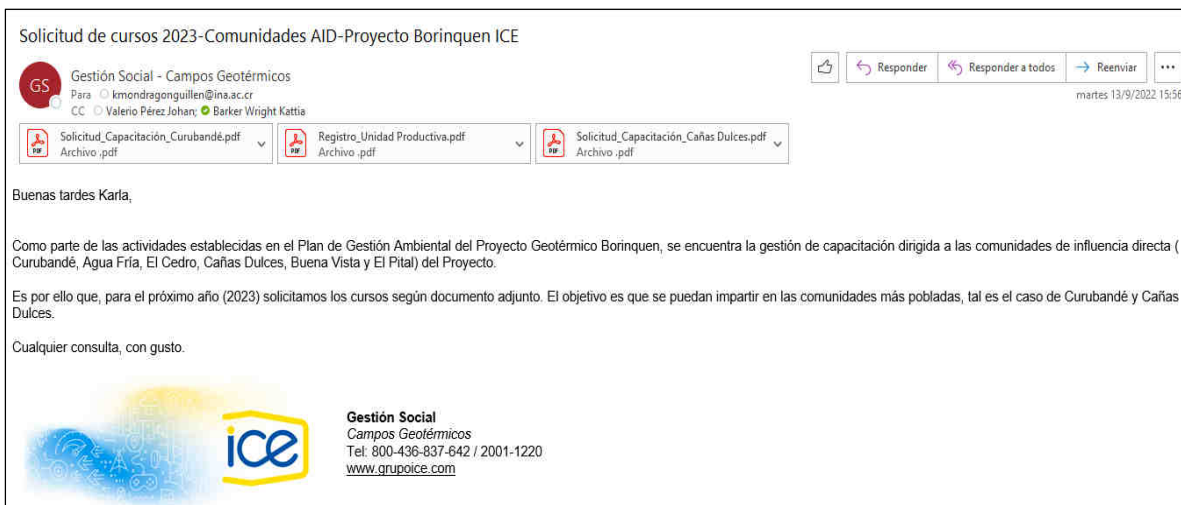 Solicitud de cursos 2023-Comunidades AID-Proyecto Borinquen ICE
GS
Gestión Social - Campos Geotérmicos
Para kmondragonguillen@ina.ac.cr
CC Valerio Pérez Johan; Barker Wright Kattia
Responder
Responder a todos
Reenviar
martes 13/9/2022 15:56
PDF
Solicitud_Capacitación_Curubandé.pdf
Archivo .pdf
PDF
Registro_Unidad Productiva.pdf
Archivo .pdf
PDF
Solicitud_Capacitación_Cañas Dulces.pdf
Archivo .pdf
Buenas tardes Karla,
Como parte de las actividades establecidas en el Plan de Gestión Ambiental del Proyecto Geotérmico Borinquen, se encuentra la gestión de capacitación dirigida a las comunidades de influencia directa (
Curubandé, Agua Fría, El Cedro, Cañas Dulces, Buena Vista y El Pital) del Proyecto.
Es por ello que, para el próximo año (2023) solicitamos los cursos según documento adjunto. El objetivo es que se puedan impartir en las comunidades más pobladas, tal es el caso de Curubandé y Cañas
Dulces.
Cualquier consulta, con gusto.
ice
Gestión Social
Campos Geotérmicos
Tel: 800-436-837-642 / 2001-1220
www.grupoice.com